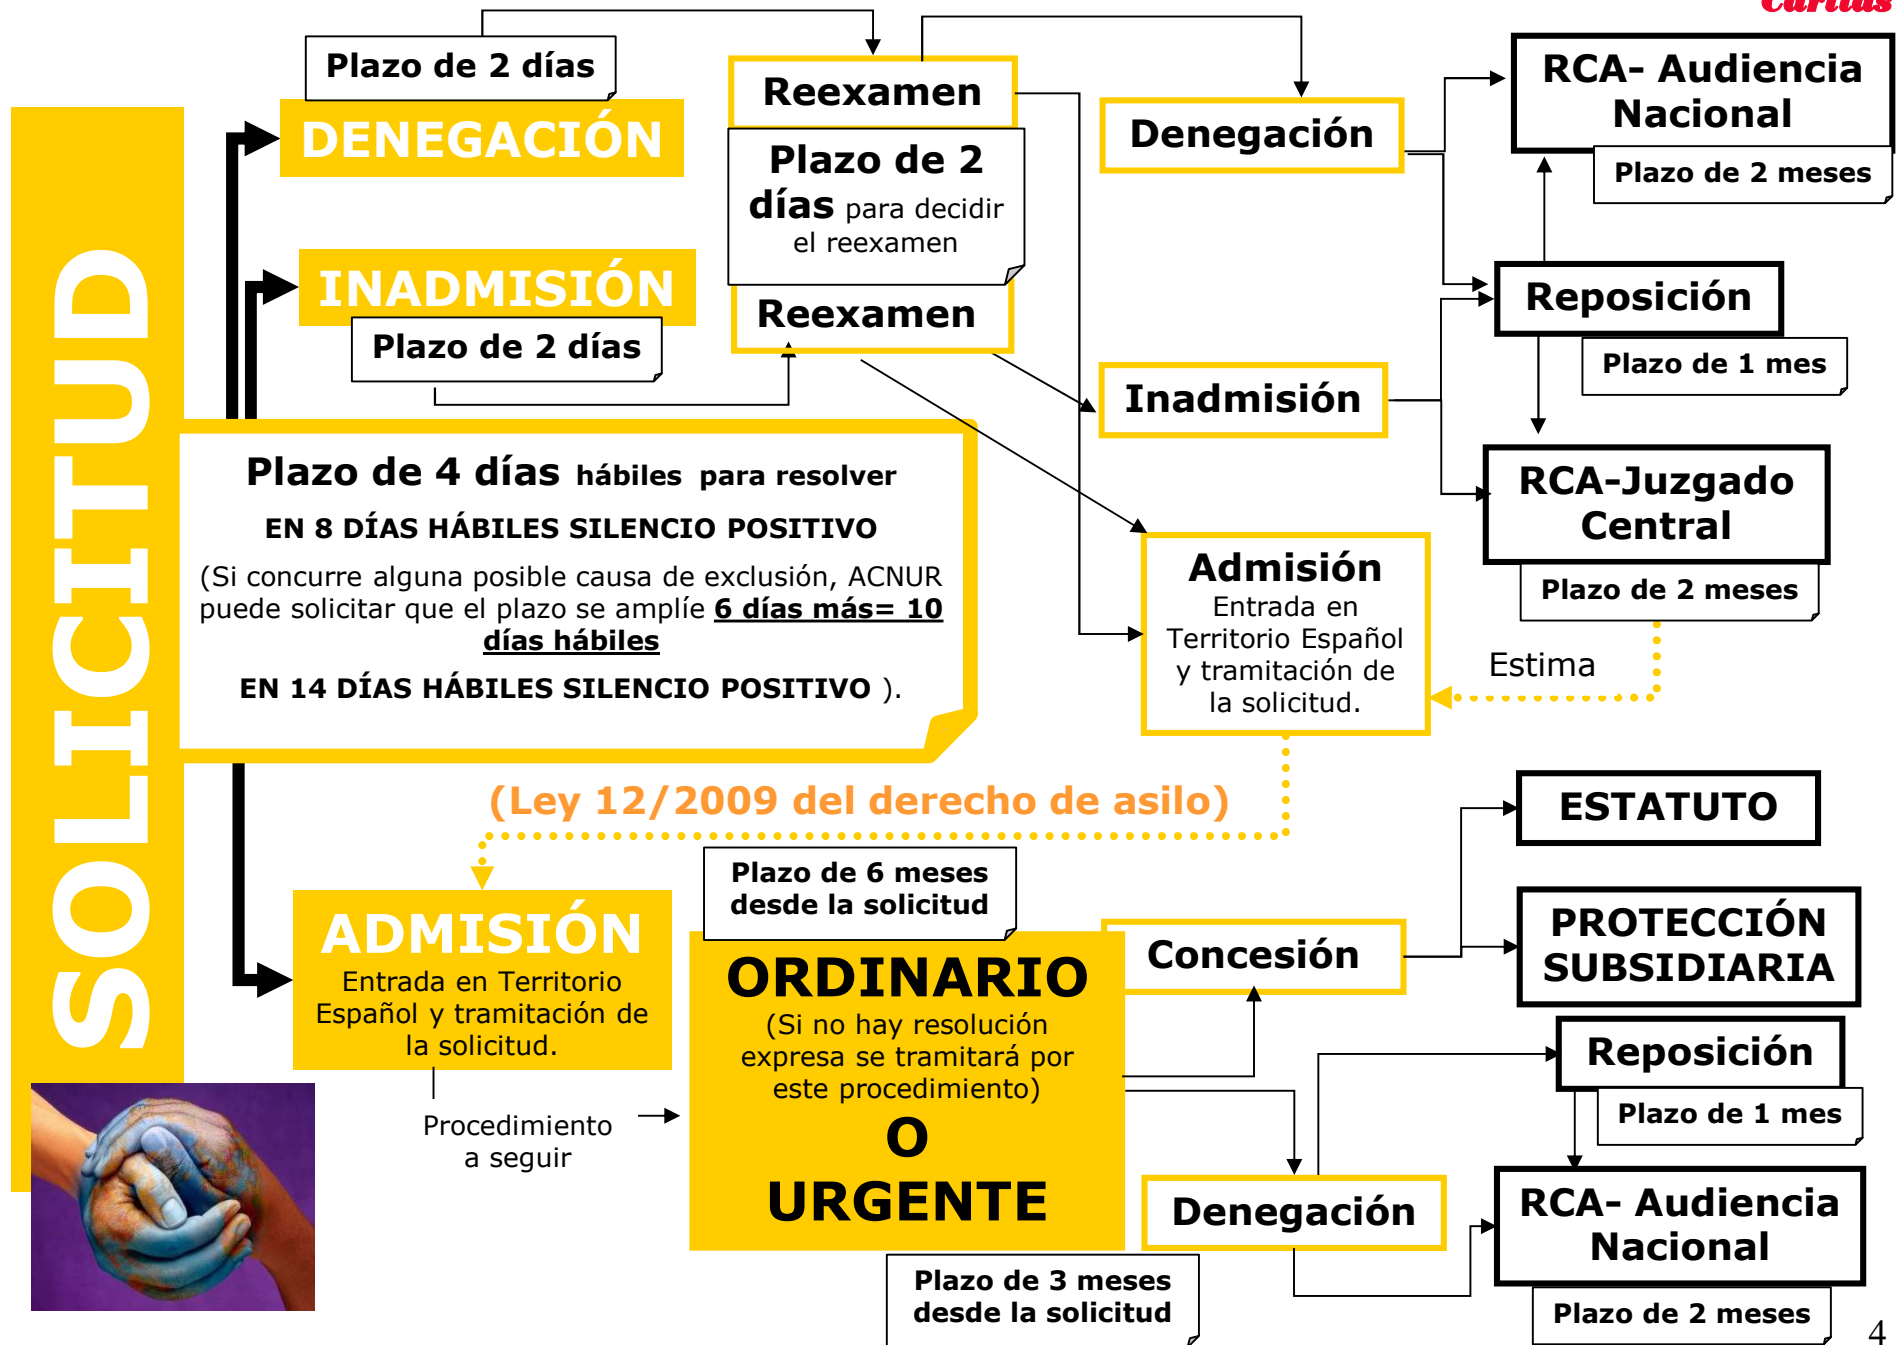 Cáritas
SOLICITUD
Plazo de 2 días
DENEGACIÓN
INADMISIÓN
Plazo de 2 días
Reexamen
Plazo de 2
días para decidir
el reexamen
Reexamen
Denegación
Inadmisión
RCA- Audiencia
Nacional
Plazo de 2 meses
Reposición
Plazo de 1 mes
RCA-Juzgado
Central
Plazo de 2 meses
Estima
Plazo de 4 días hábiles para resolver
EN 8 DÍAS HÁBILES SILENCIO POSITIVO
(Si concurre alguna posible causa de exclusión, ACNUR
puede solicitar que el plazo se amplíe 6 días más= 10
días hábiles
EN 14 DÍAS HÁBILES SILENCIO POSITIVO ).
Admisión
Entrada en
Territorio Español
y tramitación de
la solicitud.
(Ley 12/2009 del derecho de asilo)
ADMISIÓN
Entrada en Territorio
Español y tramitación de
la solicitud.
Procedimiento
a seguir
Plazo de 6 meses
desde la solicitud
ORDINARIO
(Si no hay resolución
expresa se tramitará por
este procedimiento)
O
URGENTE
Plazo de 3 meses
desde la solicitud
Concesión
ESTATUTO
PROTECCIÓN
SUBSIDIARIA
Denegación
Reposición
Plazo de 1 mes
RCA- Audiencia
Nacional
Plazo de 2 meses
4